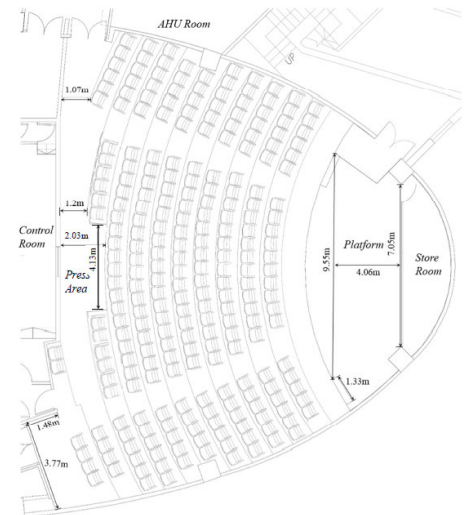 AHU Room
UP
1.07m
1.2m
Control
Room
2.03m
4.13m
Press
Area
9.55m
Platform
4.06m
7.05m
Store
Room
1.33m
1.48m
3.77m